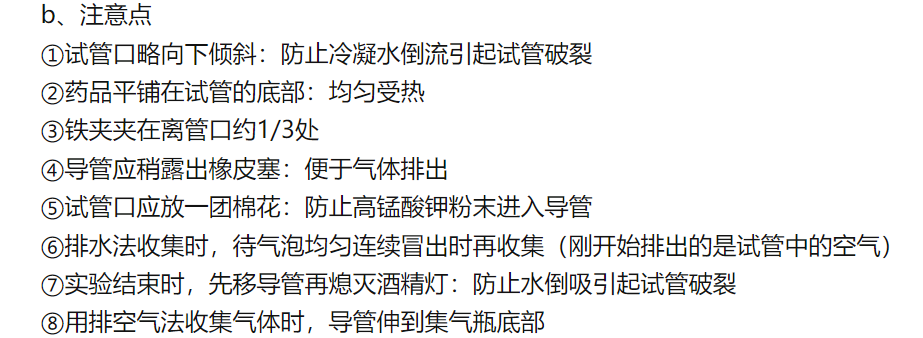 b、注意点
①试管口略向下倾斜：防止冷凝水倒流引起试管破裂
②药品平铺在试管的底部：均匀受热
③铁夹夹在离管口约1/3处
④导管应稍露出橡皮塞：便于气体排出
⑤试管口应放一团棉花：防止高锰酸钾粉末进入导管
⑥排水法收集时，待气泡均匀连续冒出时再收集（刚开始排出的是试管中的空气）
⑦实验结束时，先移导管再熄灭酒精灯：防止水倒吸引起试管破裂
⑧用排空气法收集气体时，导管伸到集气瓶底部